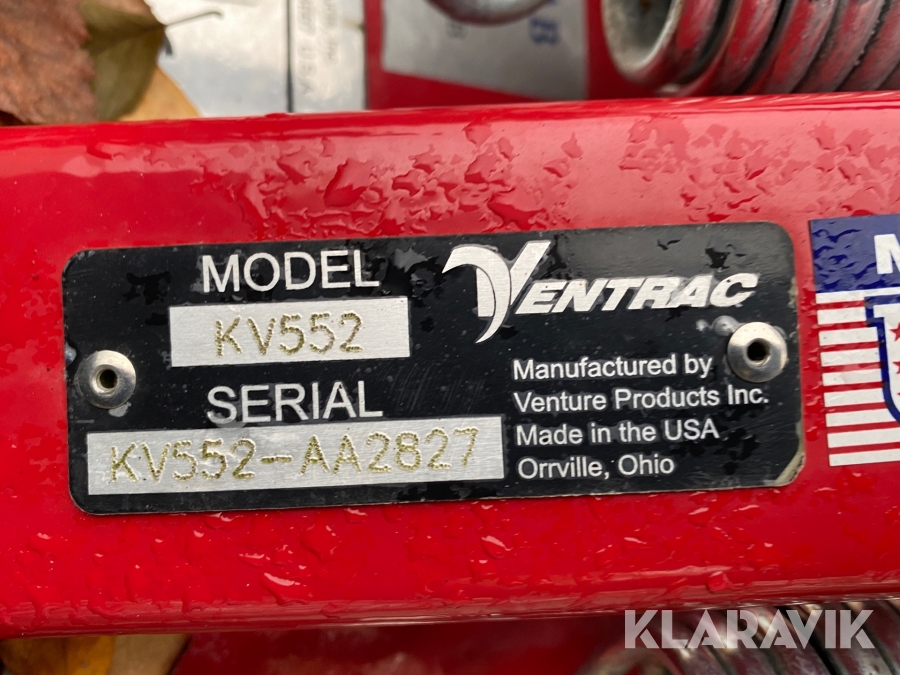 B
MODEL
KV552
SERIAL
KV552--AA2827
VENTRAC
Manufactured by
Venture Products Inc.
Made in the USA
Orrville, Ohio
KLARAVIK